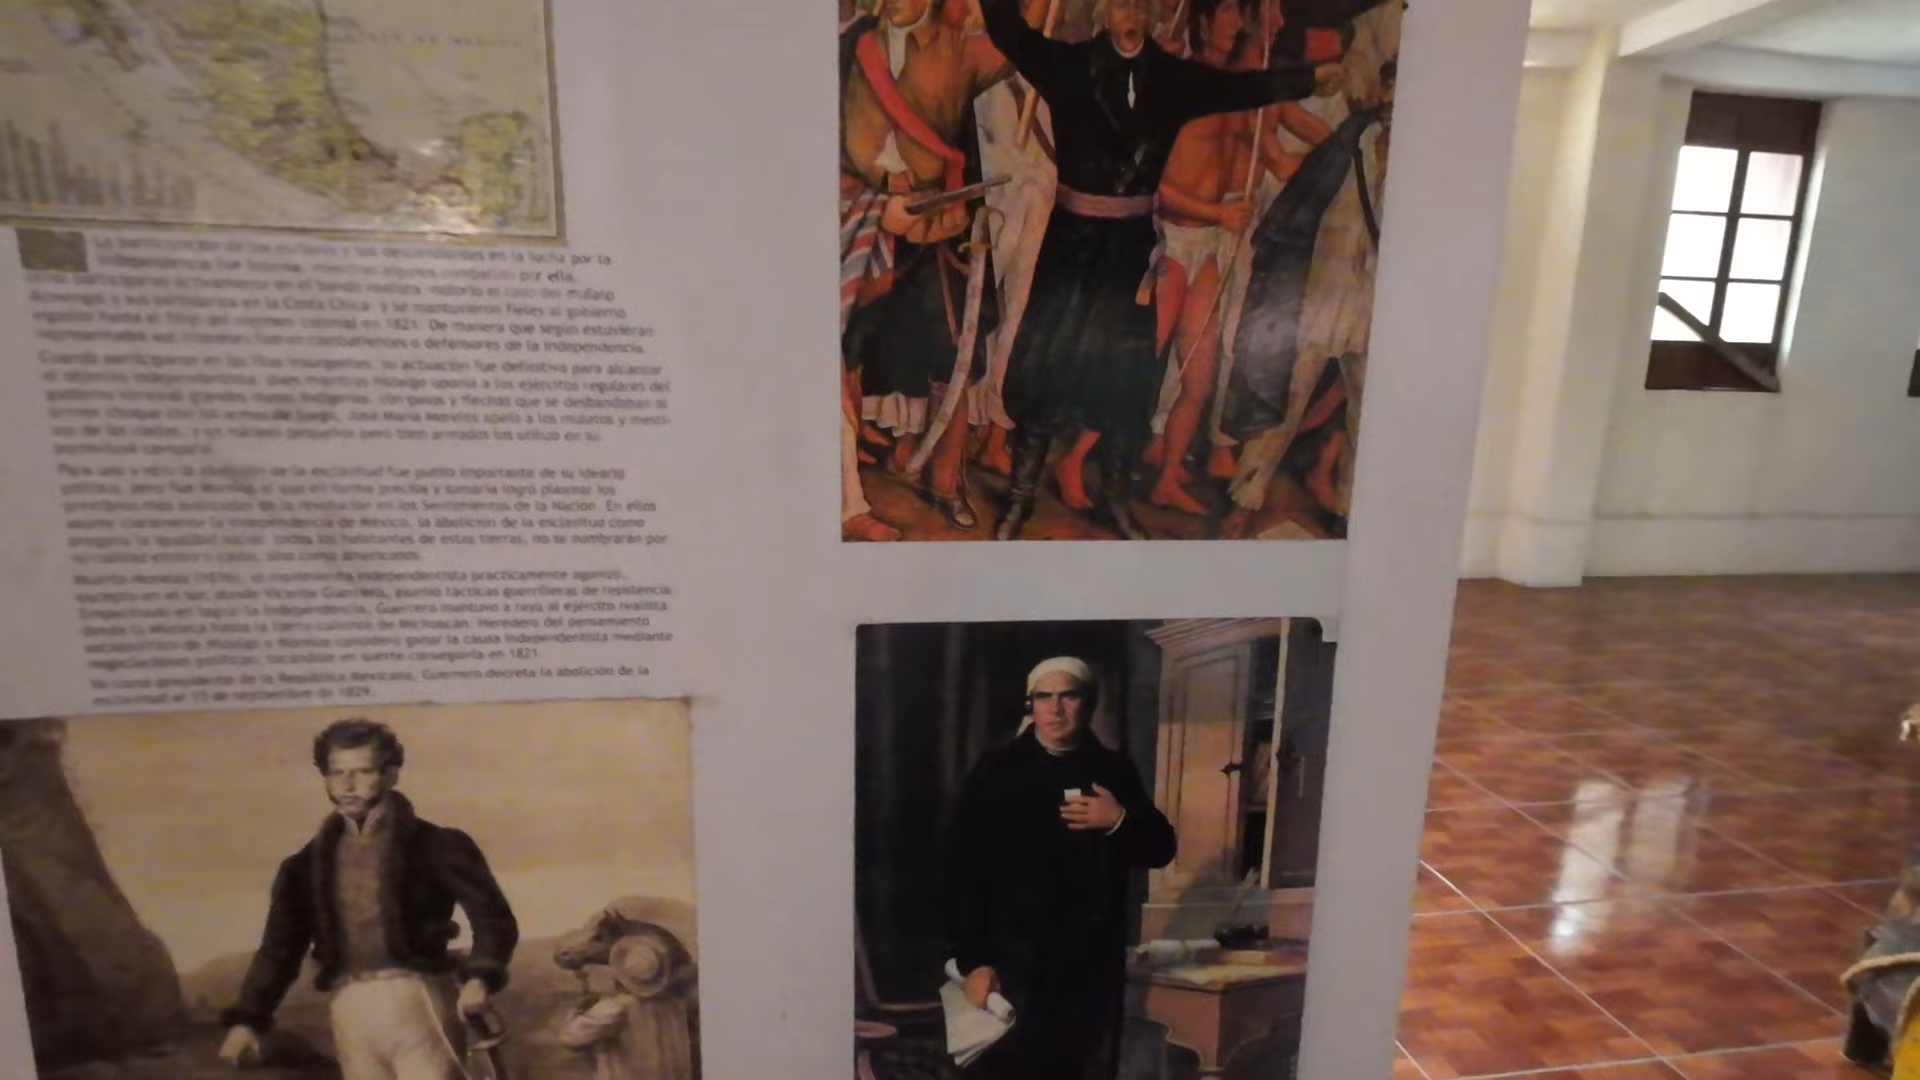 La participación de los esclavos y sus descendientes en la lucha por la
independencia fue intensa, mientras algunos combatían por ella,
participaron activamente en el bando realista -notorio el caso del mulato
Armengol y sus partidarios en la Costa Chica- y se mantuvieron fieles al gobierno
español hasta el final del régimen colonial en 1821. De manera que según estuvieran
representados sus intereses fueron combatientes o defensores de la independencia.
Cuando participaron en las filas insurgentes, su actuación fue definitiva para alcanzar
el objetivo independentista, pues mientras Hidalgo oponía a los ejércitos regulares del
gobierno virreinal grandes masas indígenas, con palos y flechas que se desbandaban al
primer choque con las armas de fuego, José María Morelos apeló a los mulatos y mesti-
zos de las costas, y en núcleos pequeños pero bien armados los utilizó en su
campaña.
Para uno y otro la abolición de la esclavitud fue punto importante de su ideario
político, pero fue Morelos el que en forma precisa y sumaria logró plasmar los
principios más avanzados de la revolución en los Sentimientos de la Nación. En ellos
asume claramente la independencia de México, la abolición de la esclavitud como
pregona la igualdad social: todos los habitantes de estas tierras, no se nombrarán por
su calidad étnica o casta, sino como americanos.
Muerto Morelos, el movimiento independentista prácticamente agonizó,
excepto en el sur, donde Vicente Guerrero, asumió tácticas guerrilleras de resistencia.
Empecinado en lograr la independencia, Guerrero mantuvo a raya al ejército realista
desde la Mixteca hasta la tierra caliente de Michoacán. Heredero del pensamiento
sociopolítico de Hidalgo y Morelos consideró ganar la causa independentista mediante
negociaciones políticas, tocándole en suerte conseguirla en 1821.
Ya como presidente de la República Mexicana, Guerrero decreta la abolición de la
esclavitud el 15 de septiembre de 1829.